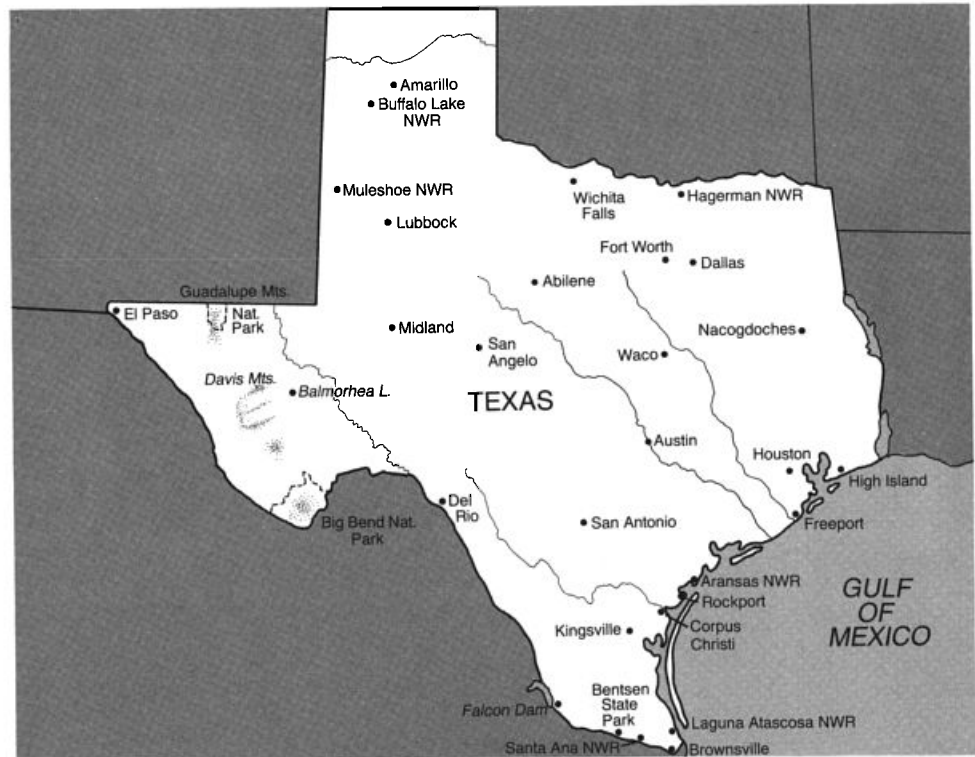 Amarillo
Buffalo Lake
NWR
Muleshoe NWR
Lubbock
Wichita
Falls
Hagerman NWR
Fort Worth
Dallas
Abilene
Guadalupe Mts.
Nat.
Park
El Paso
Midland
San
Angelo
Waco
Nacogdoches
Davis Mts.
Balmorhea L.
TEXAS
Austin
Houston
High Island
Del
Rio
San Antonio
Freeport
Big Bend Nat.
Park
Aransas NWR
Rockport
Corpus
Christi
GULF
OF
MEXICO
Kingsville
Bentsen
State
Park
Falcon Dam
Laguna Atascosa NWR
Santa Ana NWR
Brownsville